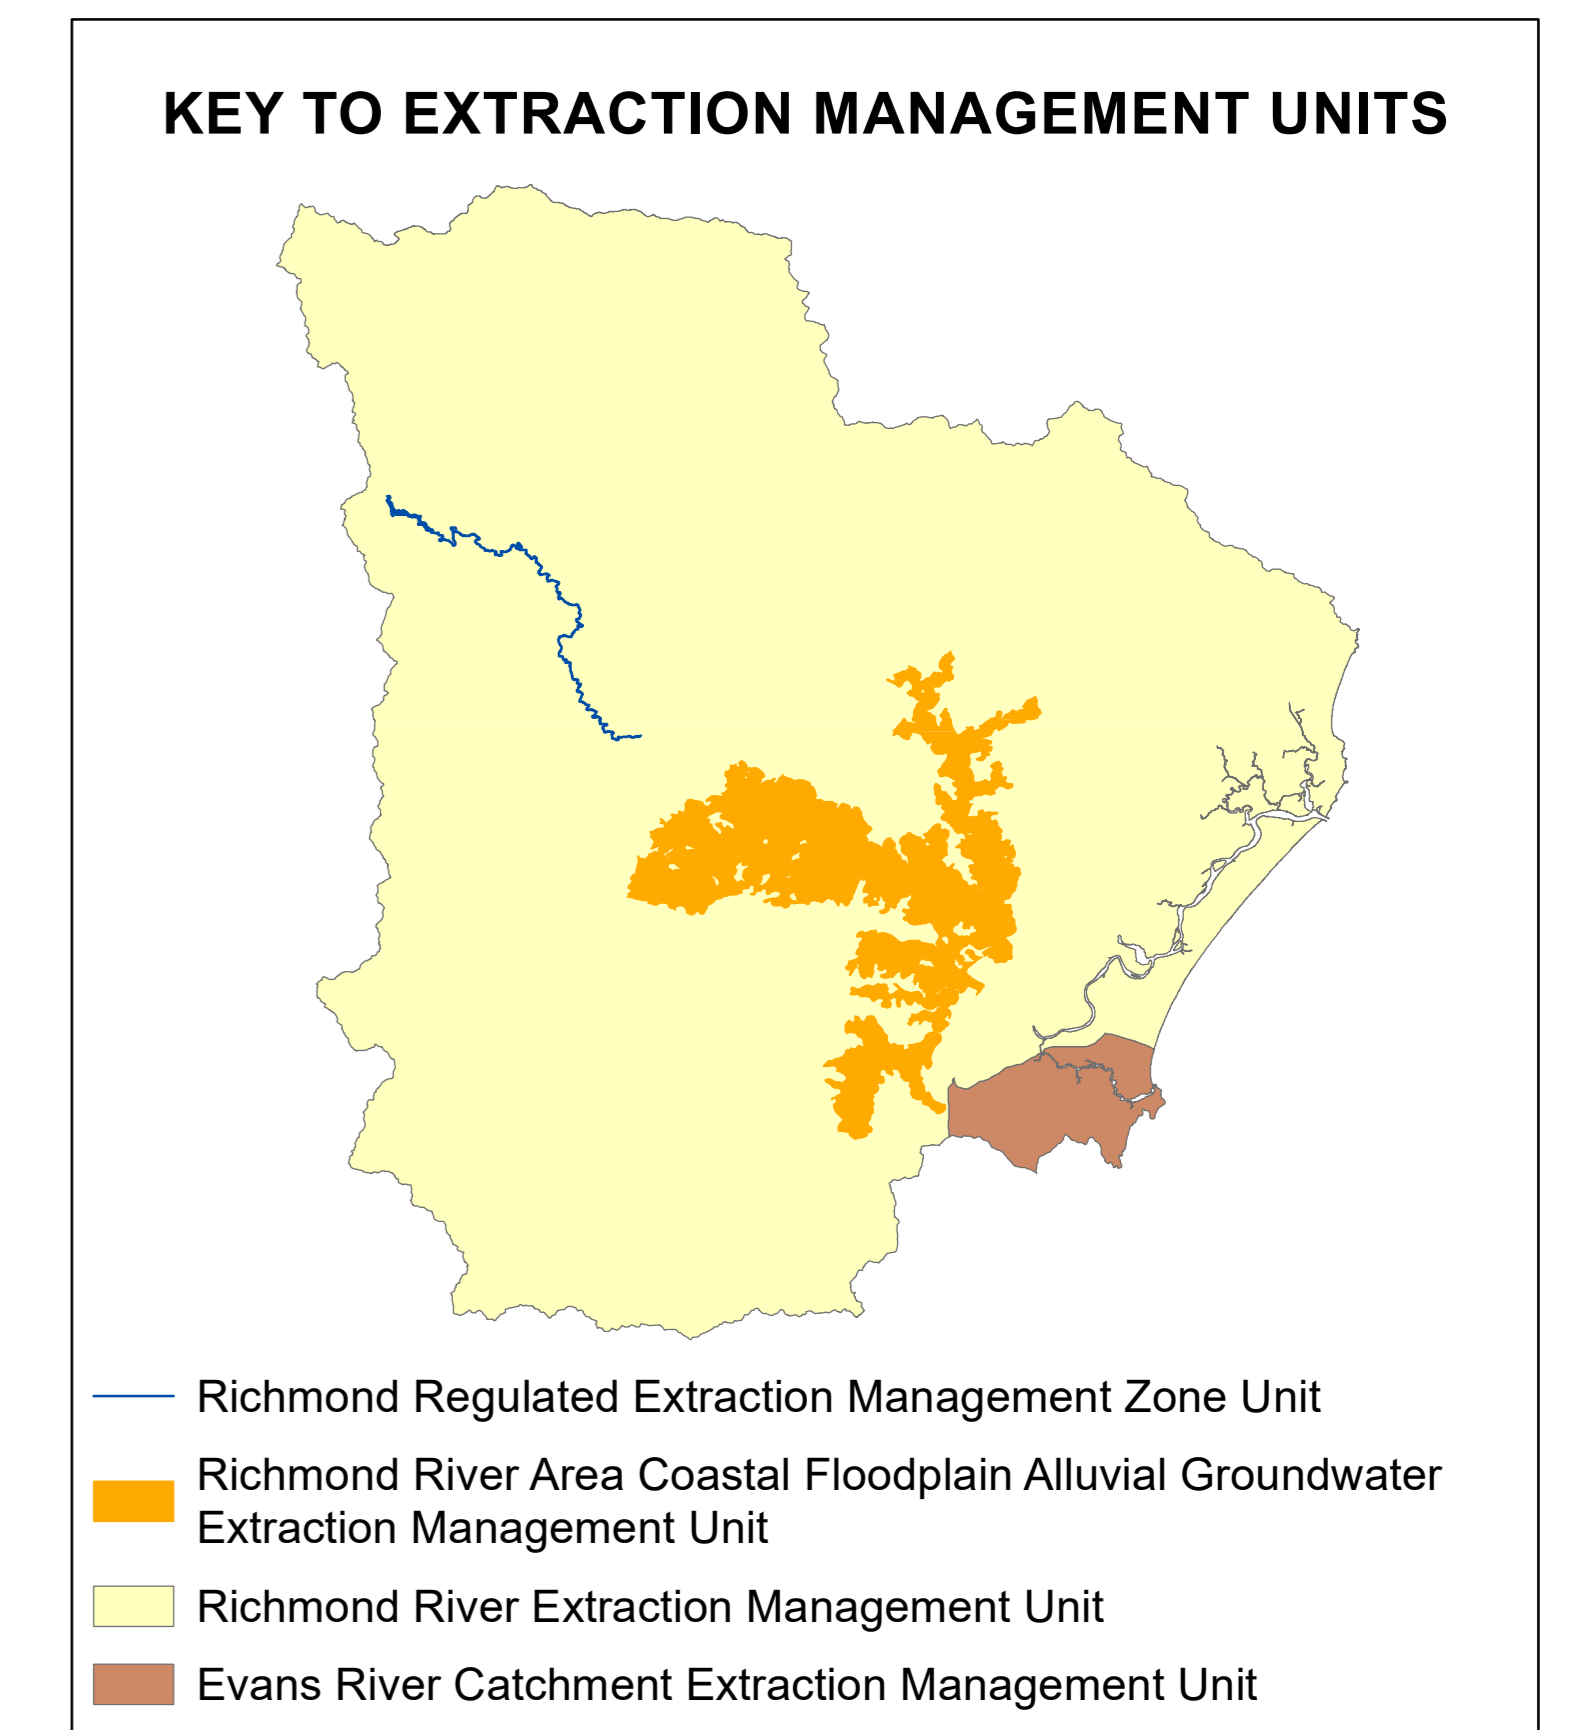 KEY TO EXTRACTION MANAGEMENT UNITS
Richmond Regulated Extraction Management Zone Unit
Richmond River Area Coastal Floodplain Alluvial Groundwater
Extraction Management Unit
Richmond River Extraction Management Unit
Evans River Catchment Extraction Management Unit